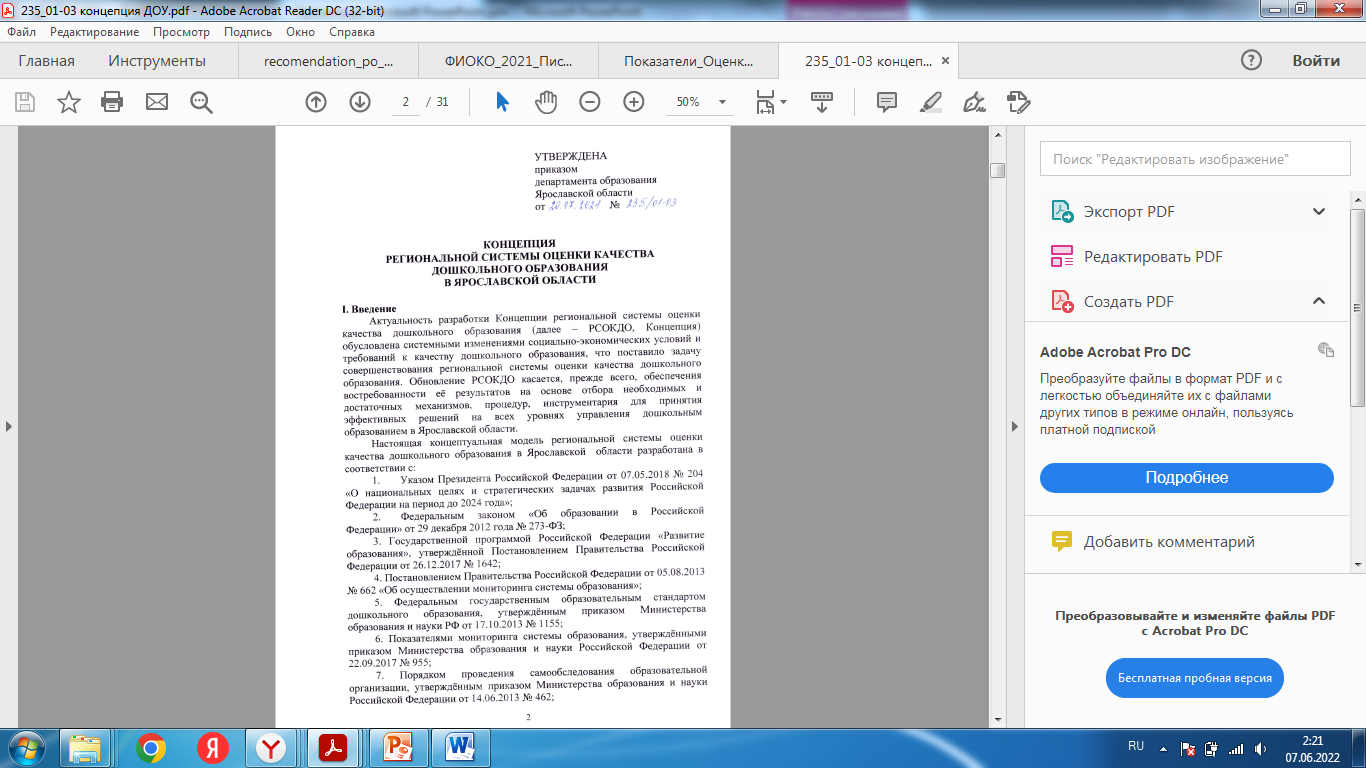 235_01-03 концепция ДОУ.pdf - Adobe Acrobat Reader DC (32-bit)
Файл Редактирование Просмотр Подпись Окно Справка
Главная Инструменты recomendation_po_... ФИОКО_2021_Пис... Показатели_Оценк... 235_01-03 концеп... × Войти
2 / 31 50%
УТВЕРЖДЕНА
приказом
департамента образования
Ярославской области
от 20.07.2021 № 235/01-03
КОНЦЕПЦИЯ
РЕГИОНАЛЬНОЙ СИСТЕМЫ ОЦЕНКИ КАЧЕСТВА
ДОШКОЛЬНОГО ОБРАЗОВАНИЯ
В ЯРОСЛАВСКОЙ ОБЛАСТИ
I. Введение
Актуальность разработки Концепции региональной системы оценки
качества дошкольного образования (далее – РСОКДО, Концепция)
обусловлена системными изменениями социально-экономических условий и
требований к качеству дошкольного образования, что поставило задачу
совершенствования региональной системы оценки качества дошкольного
образования. Обновление РСОКДО касается, прежде всего, обеспечения
востребованности её результатов на основе отбора необходимых и
достаточных механизмов, процедур, инструментария для принятия
эффективных решений на всех уровнях управления дошкольным
образованием в Ярославской области.
Настоящая концептуальная модель региональной системы оценки
качества дошкольного образования в Ярославской области разработана в
соответствии с:
1. Указом Президента Российской Федерации от 07.05.2018 № 204
«О национальных целях и стратегических задачах развития Российской
Федерации на период до 2024 года»;
2. Федеральным законом «Об образовании в Российской
Федерации» от 29 декабря 2012 года № 273-ФЗ;
3. Государственной программой Российской Федерации «Развитие
образования», утверждённой Постановлением Правительства Российской
Федерации от 26.12.2017 № 1642;
4. Постановлением Правительства Российской Федерации от 05.08.2013
№ 662 «Об осуществлении мониторинга системы образования»;
5. Федеральным государственным образовательным стандартом
дошкольного образования, утверждённым приказом Министерства
образования и науки РФ от 17.10.2013 № 1155;
6. Показателями мониторинга системы образования, утверждёнными
приказом Министерства образования и науки Российской Федерации от
22.09.2017 № 955;
7. Порядком проведения самообследования образовательной
организации, утверждённым приказом Министерства образования и науки
Российской Федерации от 14.06.2013 № 462;
2
Поиск "Редактировать изображение"
Экспорт PDF
Редактировать PDF
Создать PDF
Adobe Acrobat Pro DC
Преобразуйте файлы в формат PDF и с
легкостью объединяйте их с файлами
других типов в режиме онлайн, пользуясь
платной подпиской
Подробнее
Добавить комментарий
Преобразовывайте и изменяйте файлы PDF
с Acrobat Pro DC
Бесплатная пробная версия
RU
2:21
07.06.2022